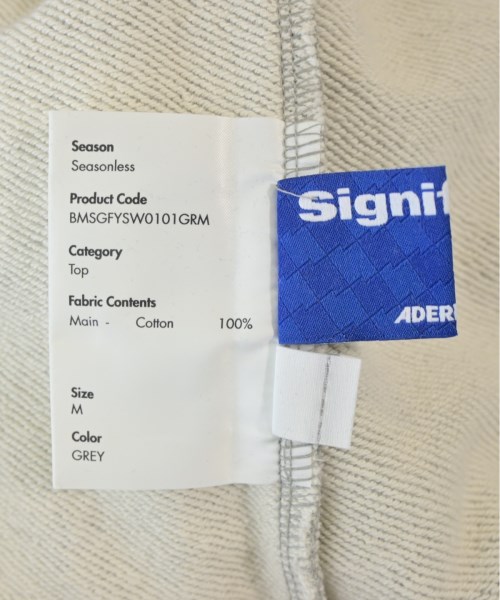 Season
Seasonless
Product Code
BMSGFYSW0101GRM
Category
Top
Fabric Contents
Main - Cotton 100%
Size
M
Color
GREY
Signif
ADER